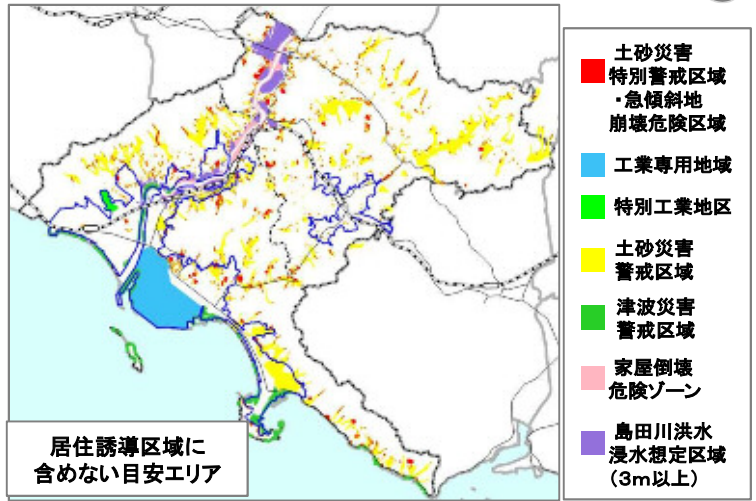 土砂災害
特別警戒区域
・急傾斜地
崩壊危険区域
工業専用地域
特別工業地区
土砂災害
警戒区域
津波災害
警戒区域
家屋倒壊
危険ゾーン
島田川洪水
浸水想定区域
(3m以上)
居住誘導区域に
含めない目安エリア